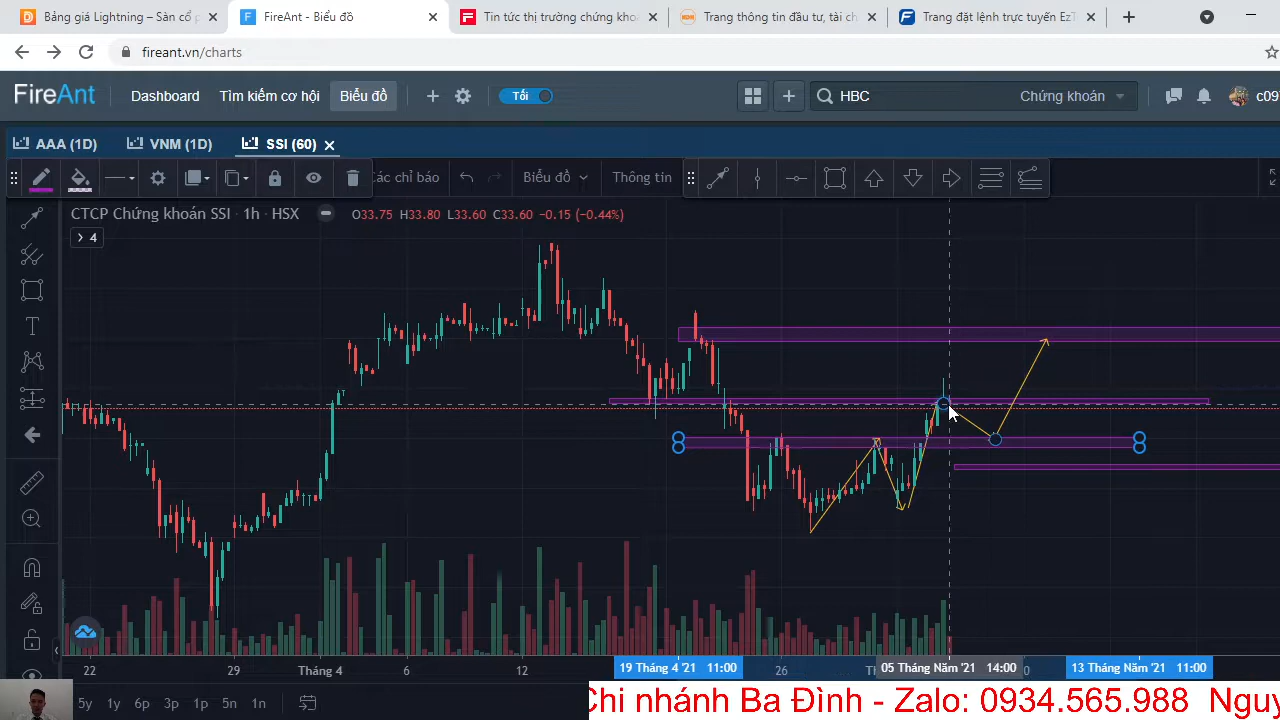 Bảng giá Lightning – Sàn cổ p
FireAnt - Biểu đồ
Tin tức thị trường chứng kho
Trang thông tin đầu tư, tài ch
Trang đặt lệnh trực tuyến EzT
fireant.vn/charts
FireAnt
Dashboard
Tìm kiếm cơ hội
Biểu đồ
Tối
HBC
Chứng khoán
c09
AAA (1D)
VNM (1D)
SSI (60)
Các chỉ báo
Biểu đồ
Thông tin
CTCP Chứng khoán SSI · 1h · HSX
O33.75 H33.80 L33.60 C33.60 −0.15 (−0.44%)
4
22
29
Tháng 4
6
12
19 Tháng 4 '21 11:00
26
05 Tháng Năm '21 14:00
13 Tháng Năm '21 11:00
5y
1y
6p
3p
1p
5n
1n
Chi nhánh Ba Đình - Zalo: 0934.565.988 Nguy